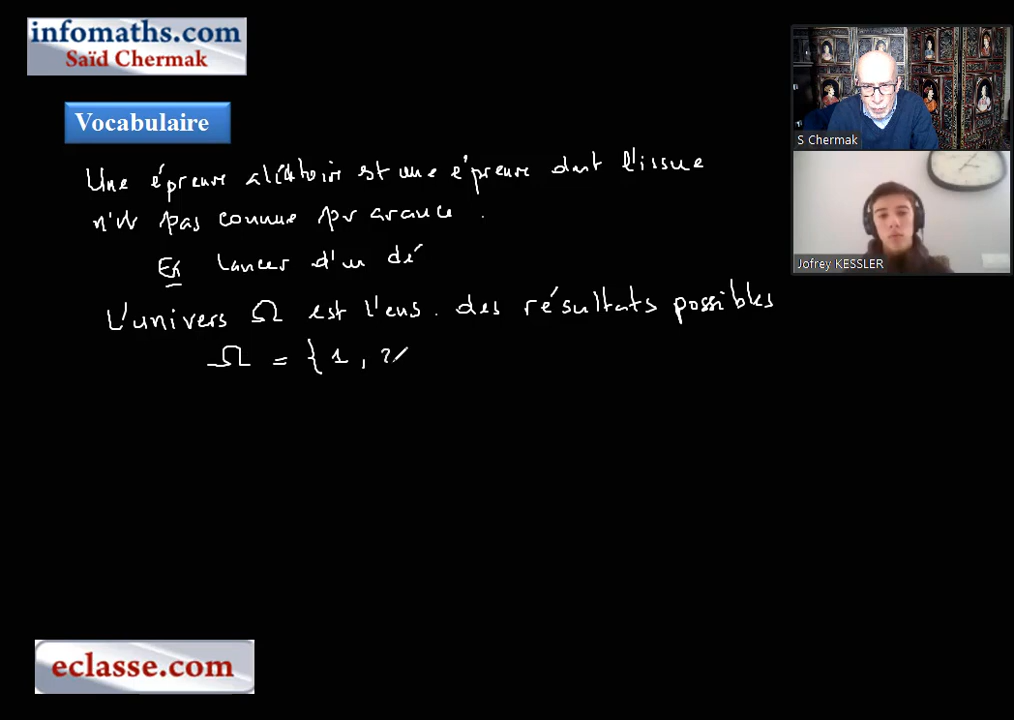 infomaths.com
Saïd Chermak
Vocabulaire
S Chermak
Une épreuve aléatoire est une épreuve dont l'issue
n'est pas connue par avance.
Jofrey KESSLER
Ex Lancer d'un dé
L'univers Ω est l'ens. des résultats possibles
Ω = {1, 2
eclasse.com